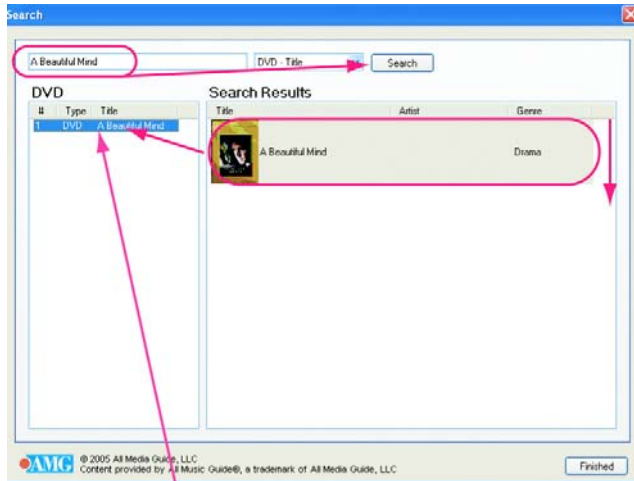 Search
A Beautiful Mind DVD - Title Search
DVD Search Results
# Type Title Title Artist Genre
1 DVD A Beautiful Mind
A Beautiful Mind Drama
AMG © 2005 All Media Guide, LLC
Content provided by All Music Guide®, a trademark of All Media Guide, LLC
Finished